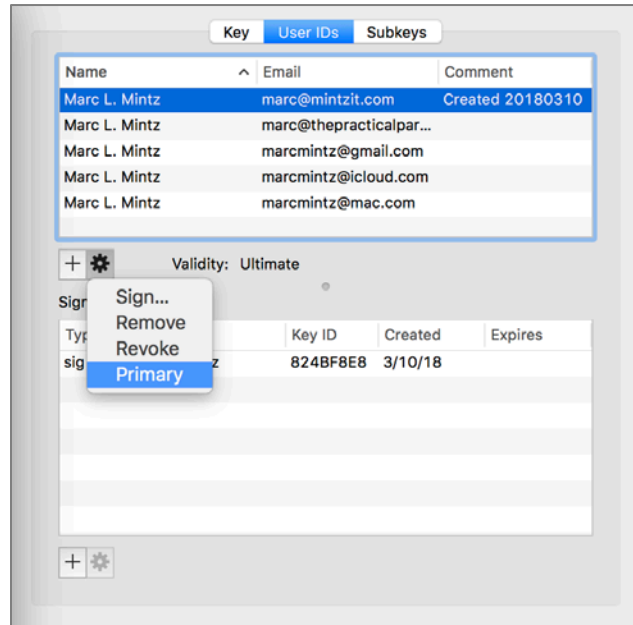 Key User IDs Subkeys
Name Email Comment
Marc L. Mintz marc@mintzit.com Created 20180310
Marc L. Mintz marc@thepracticalpar...
Marc L. Mintz marcmintz@gmail.com
Marc L. Mintz marcmintz@icloud.com
Marc L. Mintz marcmintz@mac.com
Validity: Ultimate
Sign...
Remove
Revoke
Primary
Key ID Created Expires
sig z 824BF8E8 3/10/18